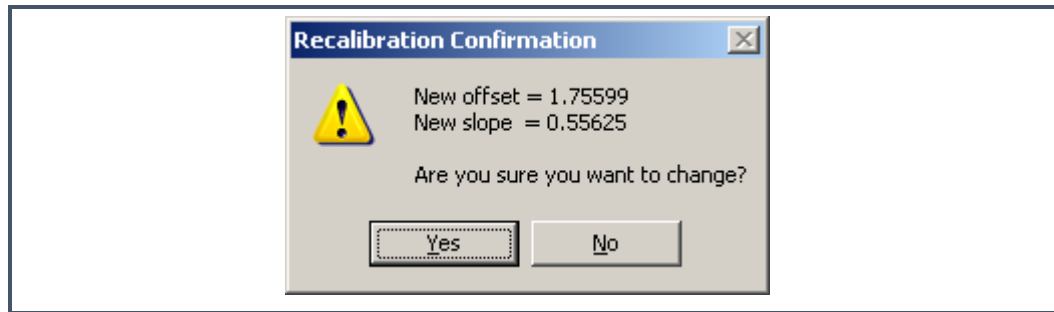 Recalibration Confirmation
New offset = 1.75599
New slope = 0.55625
Are you sure you want to change?
Yes No